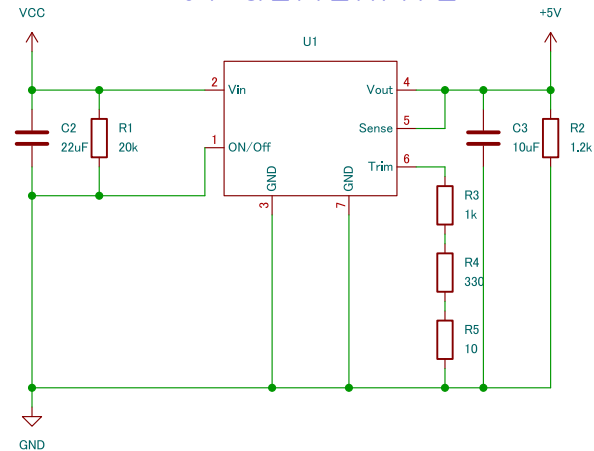 VCC
+5V
U1
2
Vin
Vout
4
C2
22uF
R1
20k
Sense
5
C3
10uF
R2
1.2k
1
ON/Off
Trim
6
GND
GND
3
7
R3
1k
R4
330
R5
10
GND